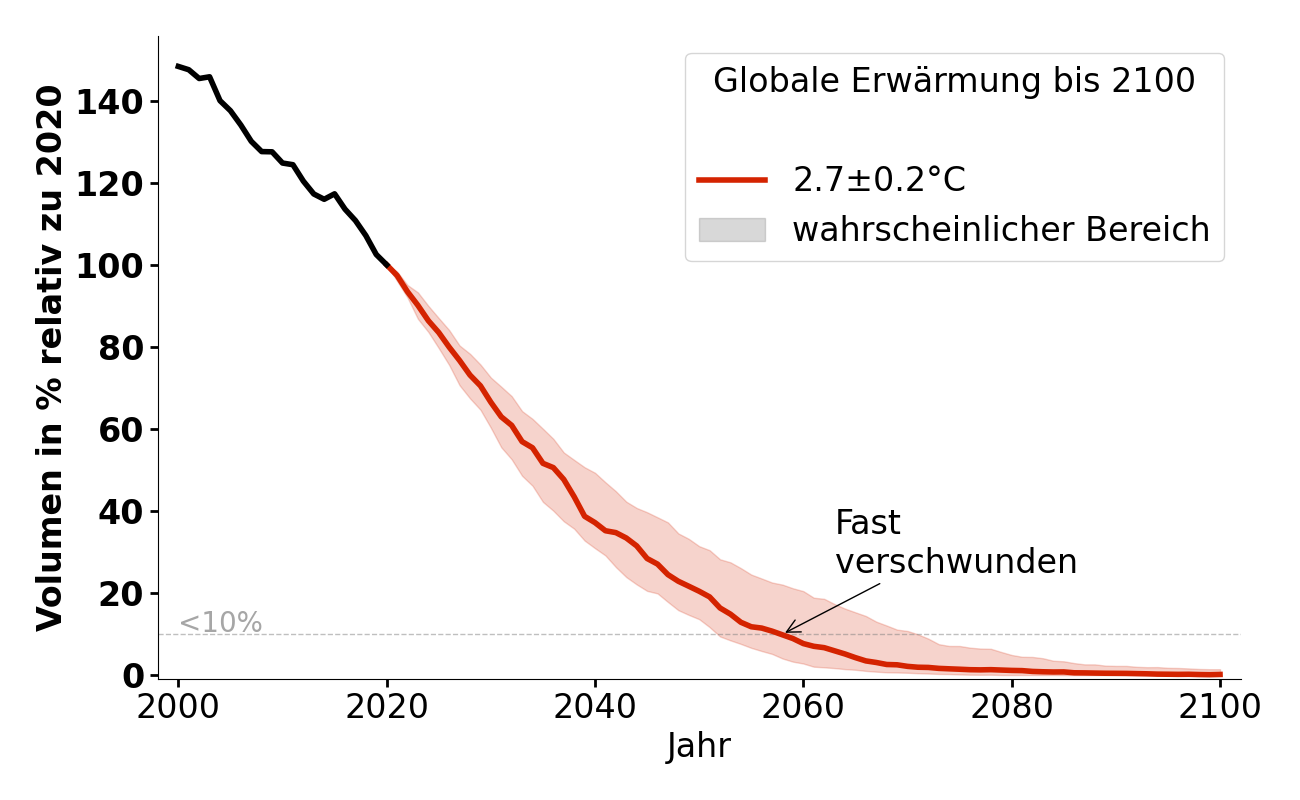 Volumen in % relativ zu 2020
140
120
100
80
60
40
20
0
Globale Erwärmung bis 2100
2.7±0.2°C
wahrscheinlicher Bereich
Fast
verschwunden
<10%
2000 2020 2040 2060 2080 2100
Jahr